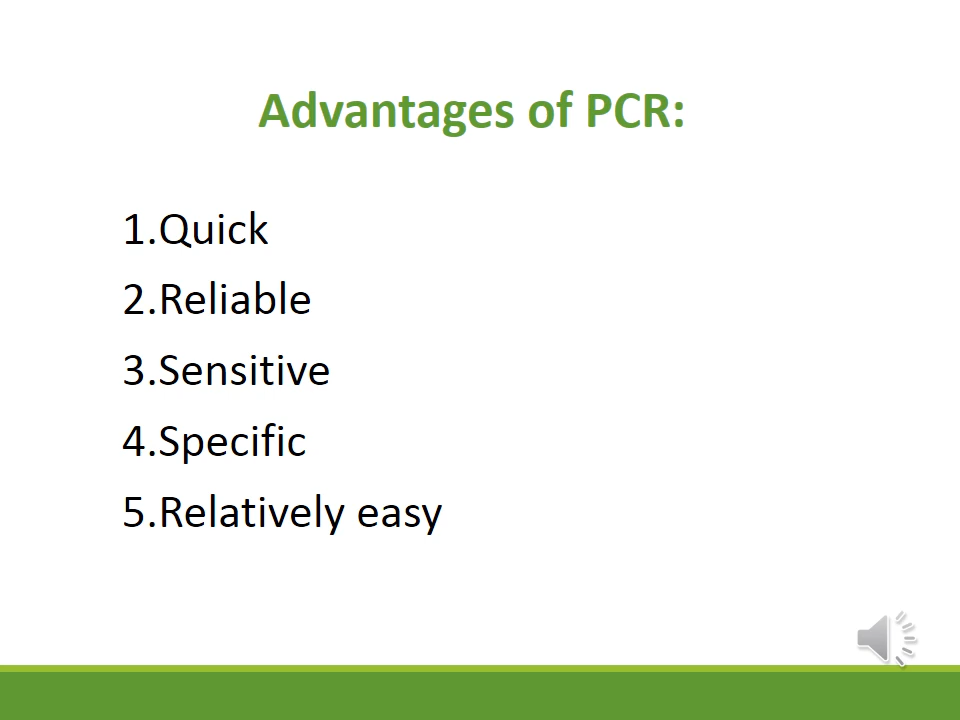 Advantages of PCR:
1.Quick
2.Reliable
3.Sensitive
4.Specific
5.Relatively easy